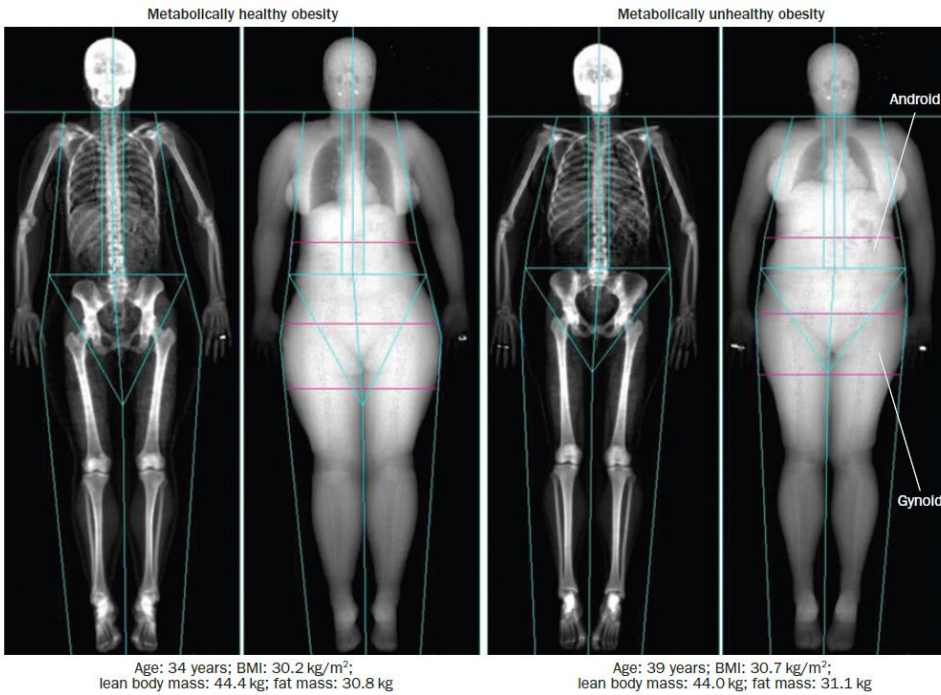 Metabolically healthy obesity
Metabolically unhealthy obesity
Android
Gynoid
Age: 34 years; BMI: 30.2 kg/m²;
lean body mass: 44.4 kg; fat mass: 30.8 kg
Age: 39 years; BMI: 30.7 kg/m²;
lean body mass: 44.0 kg; fat mass: 31.1 kg